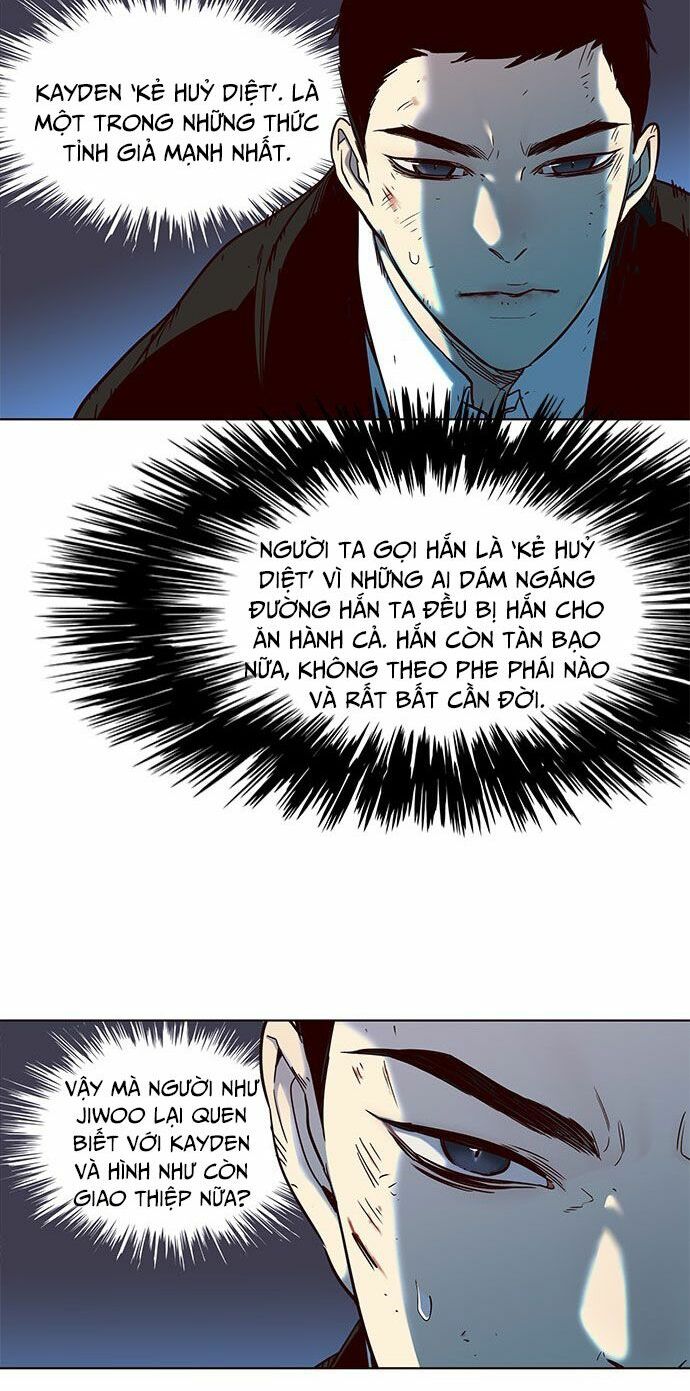 KAYDEN ‘KẺ HUỶ DIỆT’. LÀ
MỘT TRONG NHỮNG THỨC
TỈNH GIẢ MẠNH NHẤT.
NGƯỜI TA GỌI HẮN LÀ ‘KẺ HUỶ
DIỆT’ VÌ NHỮNG AI DÁM NGÁNG
ĐƯỜNG HẮN TA ĐỀU BỊ HẮN CHO
ĂN HÀNH CẢ. HẮN CÒN TÀN BẠO
NỮA, KHÔNG THEO PHE PHÁI NÀO
VÀ RẤT BẤT CẦN ĐỜI.
VẬY MÀ NGƯỜI NHƯ
JIWOO LẠI QUEN
BIẾT VỚI KAYDEN
VÀ HÌNH NHƯ CÒN
GIAO THIỆP NỮA?